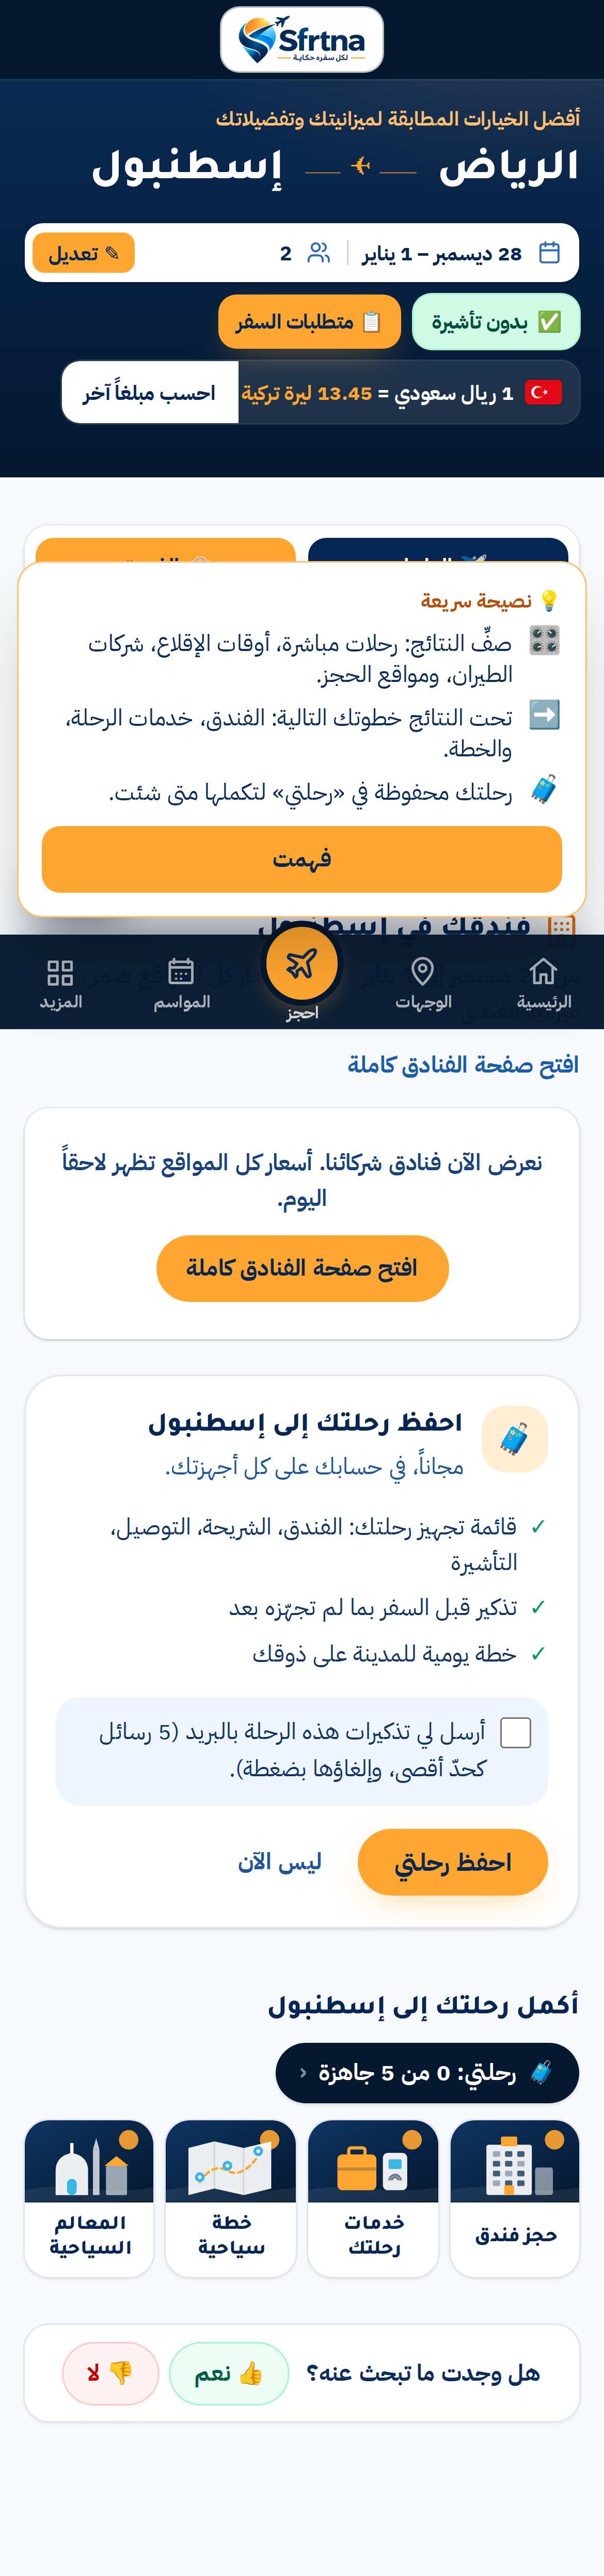 Sfrtna
لكل سفره حكاية
أفضل الخيارات المطابقة لميزانيتك وتفضيلاتك
الرياض ✈ إسطنبول
28 ديسمبر – 1 يناير 2 ✎ تعديل
✅ بدون تأشيرة 📋 متطلبات السفر
1 ريال سعودي = 13.45 ليرة تركية احسب مبلغاً آخر
💡 نصيحة سريعة
🎛️ صفِّ النتائج: رحلات مباشرة، أوقات الإقلاع، شركات
الطيران، ومواقع الحجز.
➡️ تحت النتائج خطوتك التالية: الفندق، خدمات الرحلة،
والخطة.
🧳 رحلتك محفوظة في «رحلتي» لتكملها متى شئت.
فهمت
فندقك في إسطنبول
الرئيسية الوجهات احجز المواسم المزيد
افتح صفحة الفنادق كاملة
نعرض الآن فنادق شركائنا. أسعار كل المواقع تظهر لاحقاً
اليوم.
افتح صفحة الفنادق كاملة
🧳 احفظ رحلتك إلى إسطنبول
مجاناً، في حسابك على كل أجهزتك.
✓ قائمة تجهيز رحلتك: الفندق، الشريحة، التوصيل،
التأشيرة
✓ تذكير قبل السفر بما لم تجهّزه بعد
✓ خطة يومية للمدينة على ذوقك
أرسل لي تذكيرات هذه الرحلة بالبريد (5 رسائل
كحدّ أقصى، وإلغاؤها بضغطة).
احفظ رحلتي ليس الآن
أكمل رحلتك إلى إسطنبول
🧳 رحلتي: 0 من 5 جاهزة ‹
حجز فندق
خدمات
رحلتك
خطة
سياحية
المعالم
السياحية
هل وجدت ما تبحث عنه؟ 👍 نعم 👎 لا